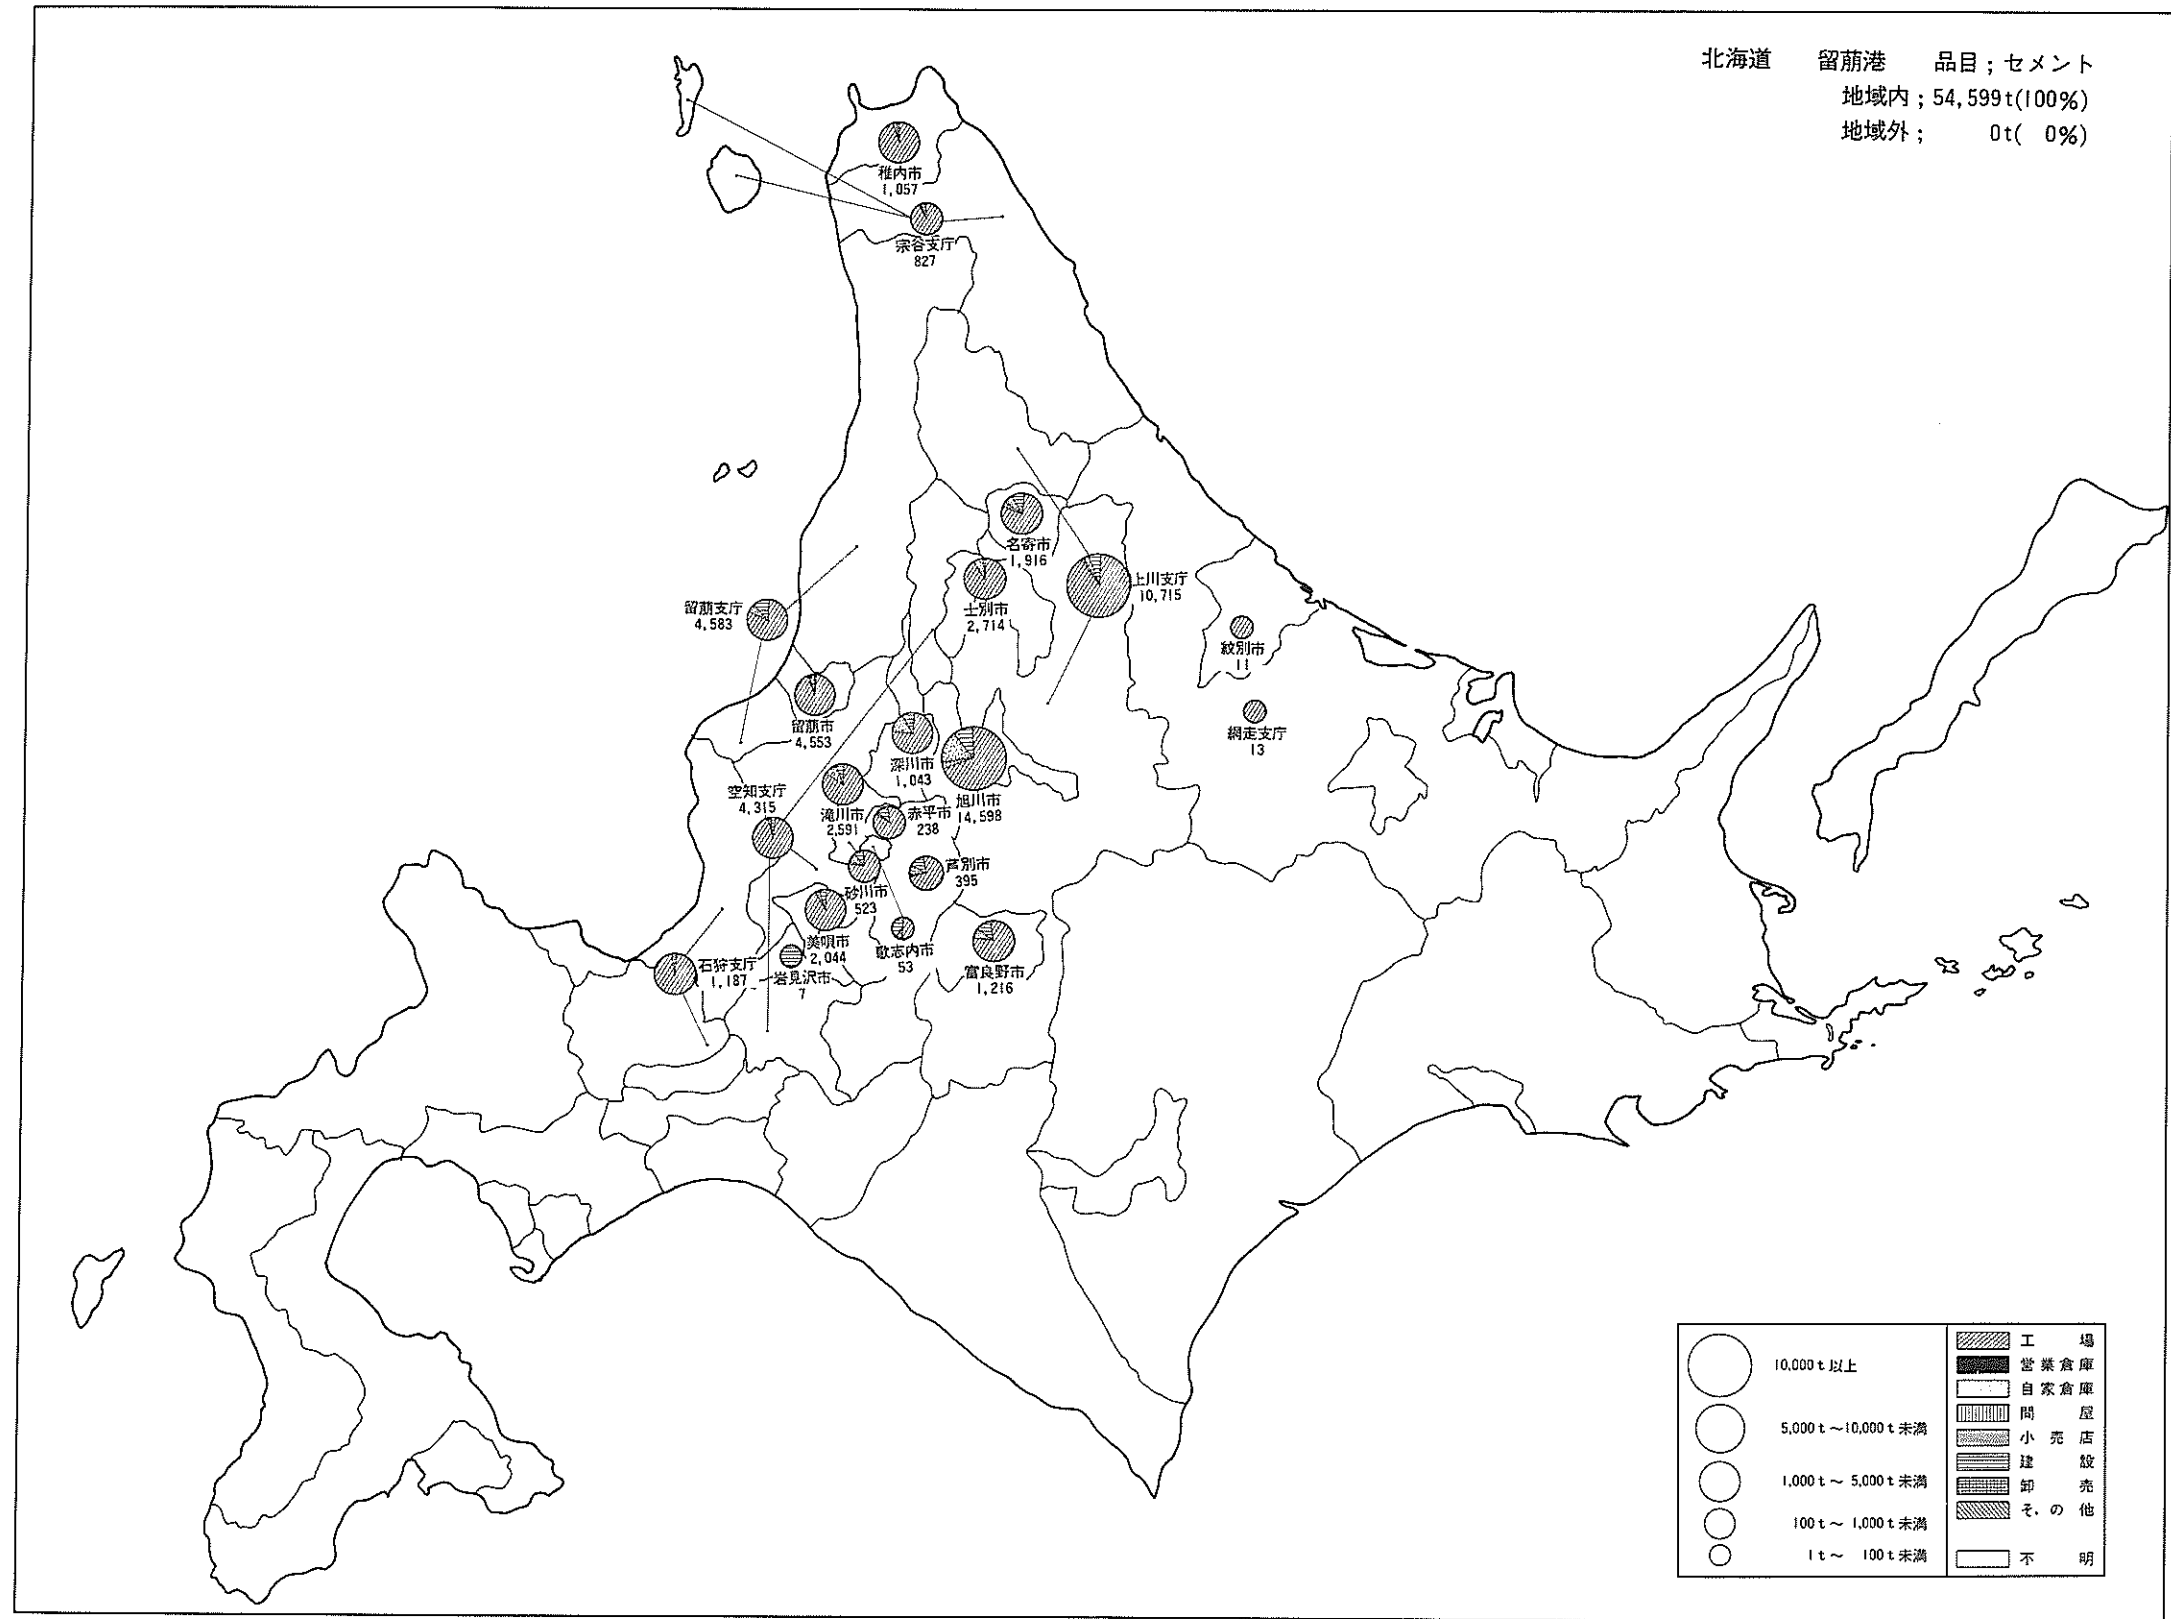 北海道 留萠港 品目；セメント
地域内；54,599t(100%)
地域外； 0t( 0%)
稚内市
1,057
宗谷支庁
827
名寄市
1,916
上川支庁
10,715
士別市
2,714
留萠支庁
4,583
紋別市
11
留萠市
4,553
網走支庁
13
深川市
1,043
旭川市
14,598
空知支庁
4,315
滝川市
2,591
赤平市
238
芦別市
395
砂川市
523
美唄市
2,044
歌志内市
53
富良野市
1,216
石狩支庁
1,187
岩見沢市
7
10,000t以上
5,000t～10,000t未満
1,000t～5,000t未満
100t～1,000t未満
1t～100t未満
工場
営業倉庫
自家倉庫
問屋
小売店
建設
卸売
その他
不明